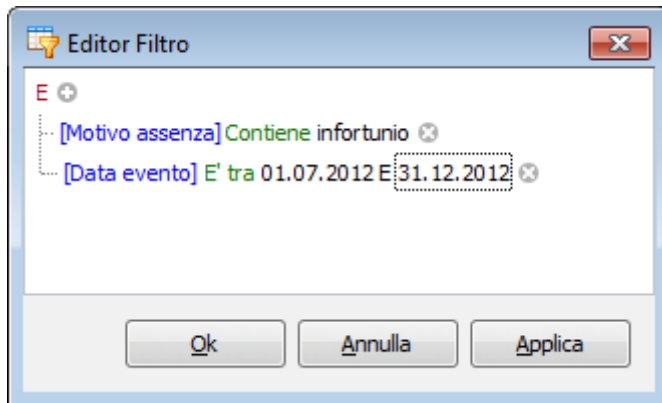 Editor Filtro
E
[Motivo assenza] Contiene infortunio
[Data evento] E' tra 01.07.2012 E 31.12.2012
Ok Annulla Applica